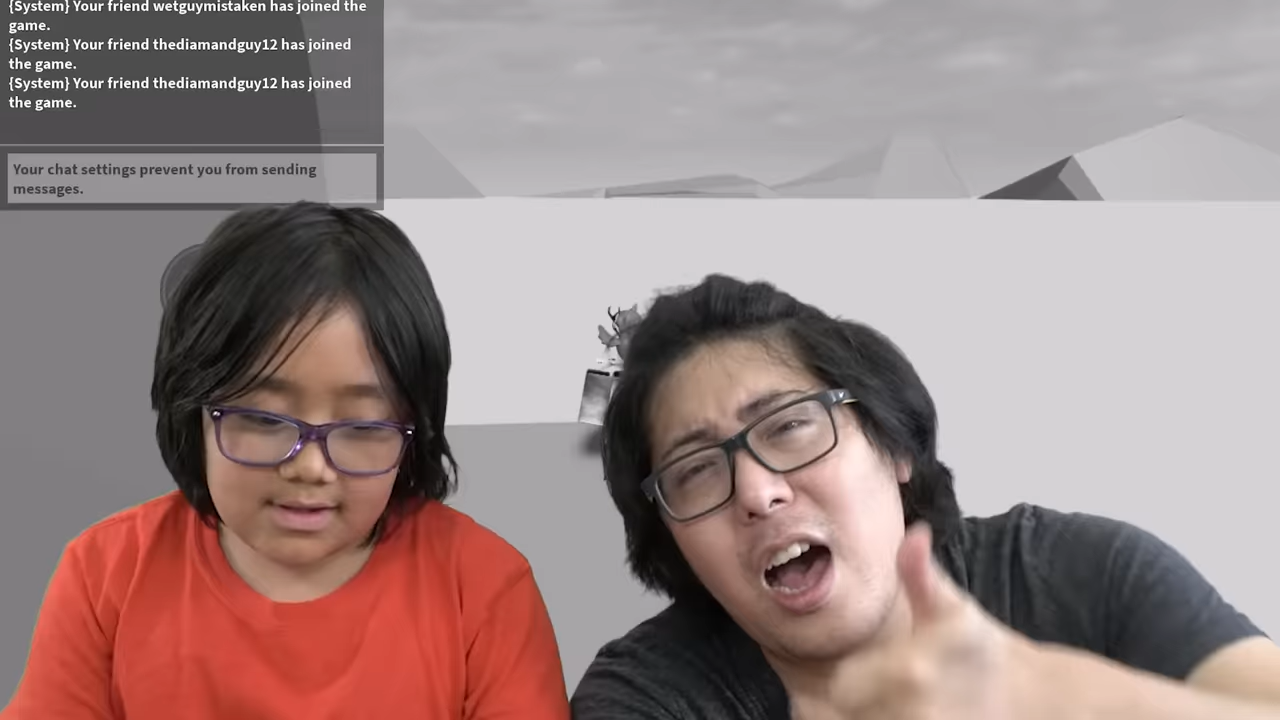 {System} Your friend wetguymistaken has joined the
game.
{System} Your friend thediamandguy12 has joined
the game.
{System} Your friend thediamandguy12 has joined
the game.
Your chat settings prevent you from sending
messages.